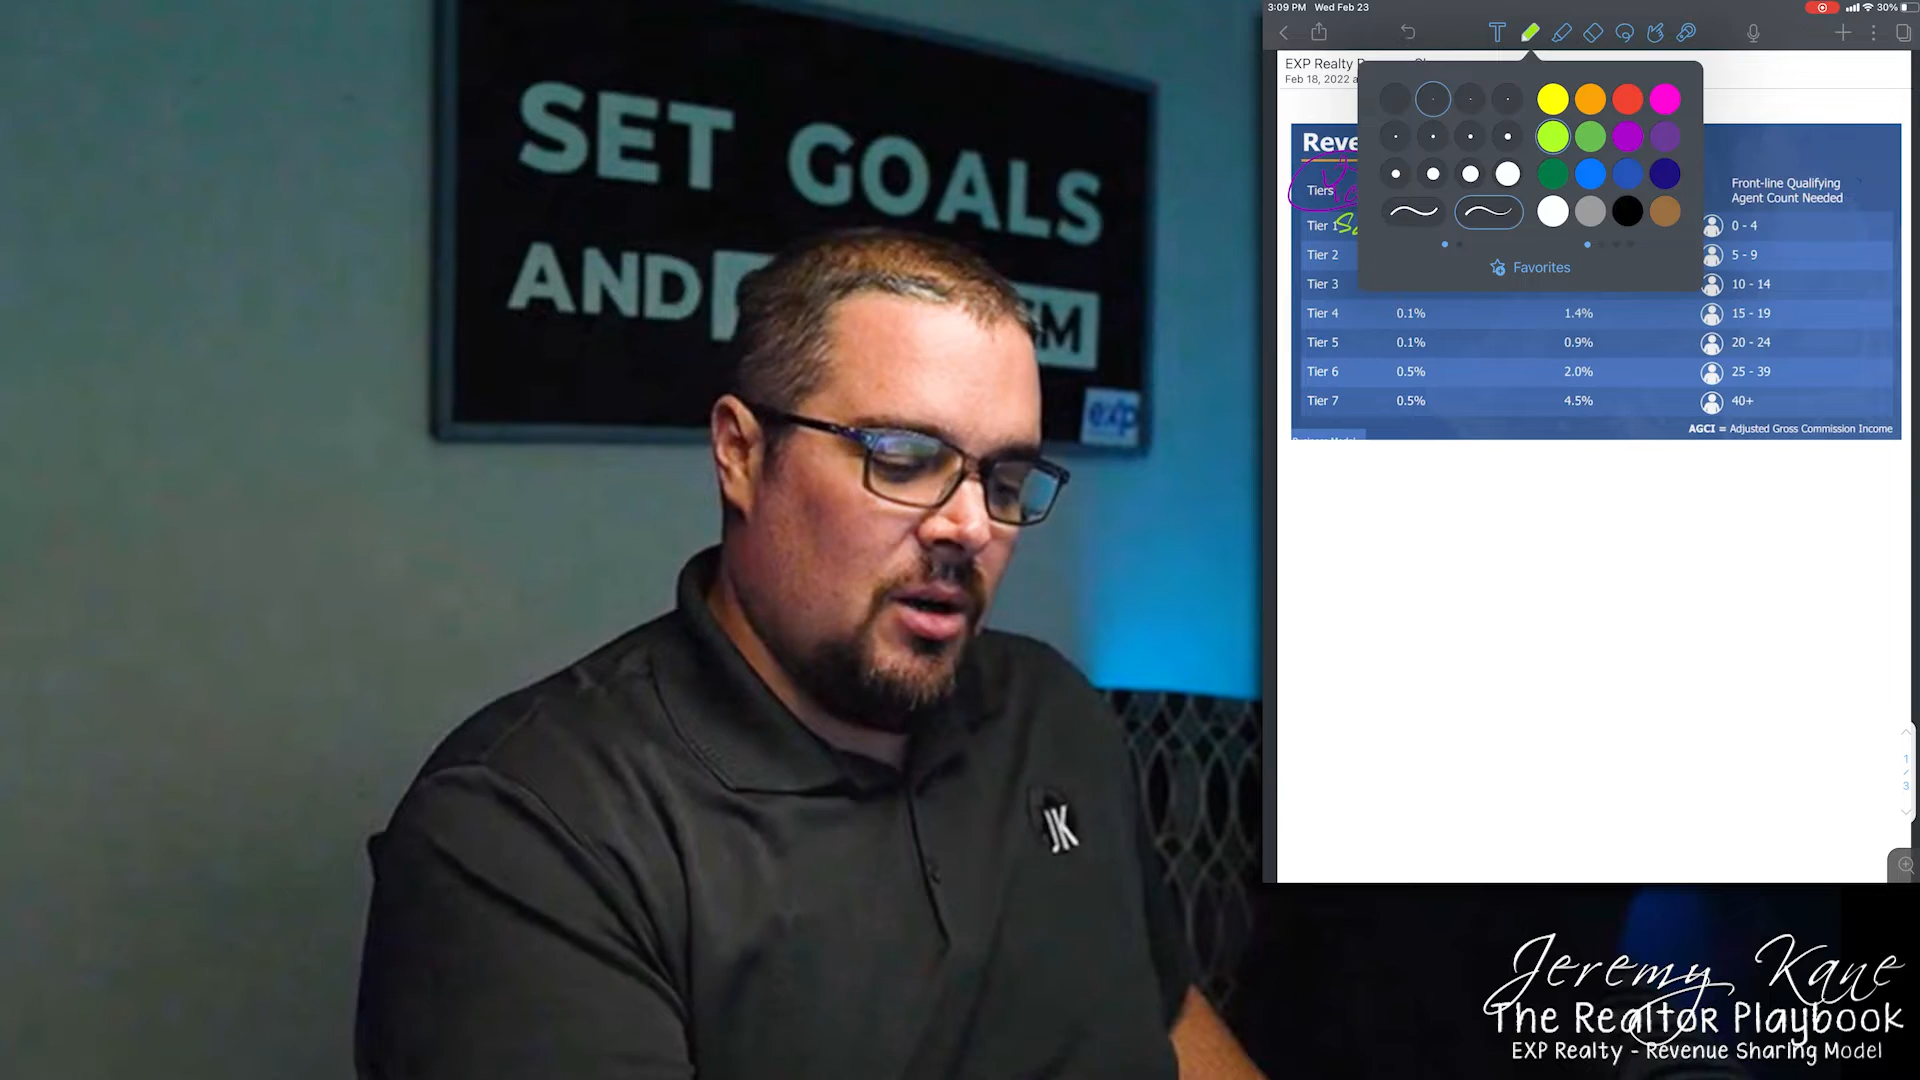 SET GOALS
AND
M
exp
JK
3:09 PM Wed Feb 23
30%
T
EXP Realty
Feb 18, 2022
Reve
Tiers
Front-line Qualifying
Agent Count Needed
Tier 1 0 - 4
Tier 2 5 - 9
Tier 3 10 - 14
Tier 4 0.1% 1.4% 15 - 19
Tier 5 0.1% 0.9% 20 - 24
Tier 6 0.5% 2.0% 25 - 39
Tier 7 0.5% 4.5% 40+
AGCI = Adjusted Gross Commission Income
Favorites
1
/
3
Jeremy Kane
The Realtor Playbook
EXP Realty - Revenue Sharing Model